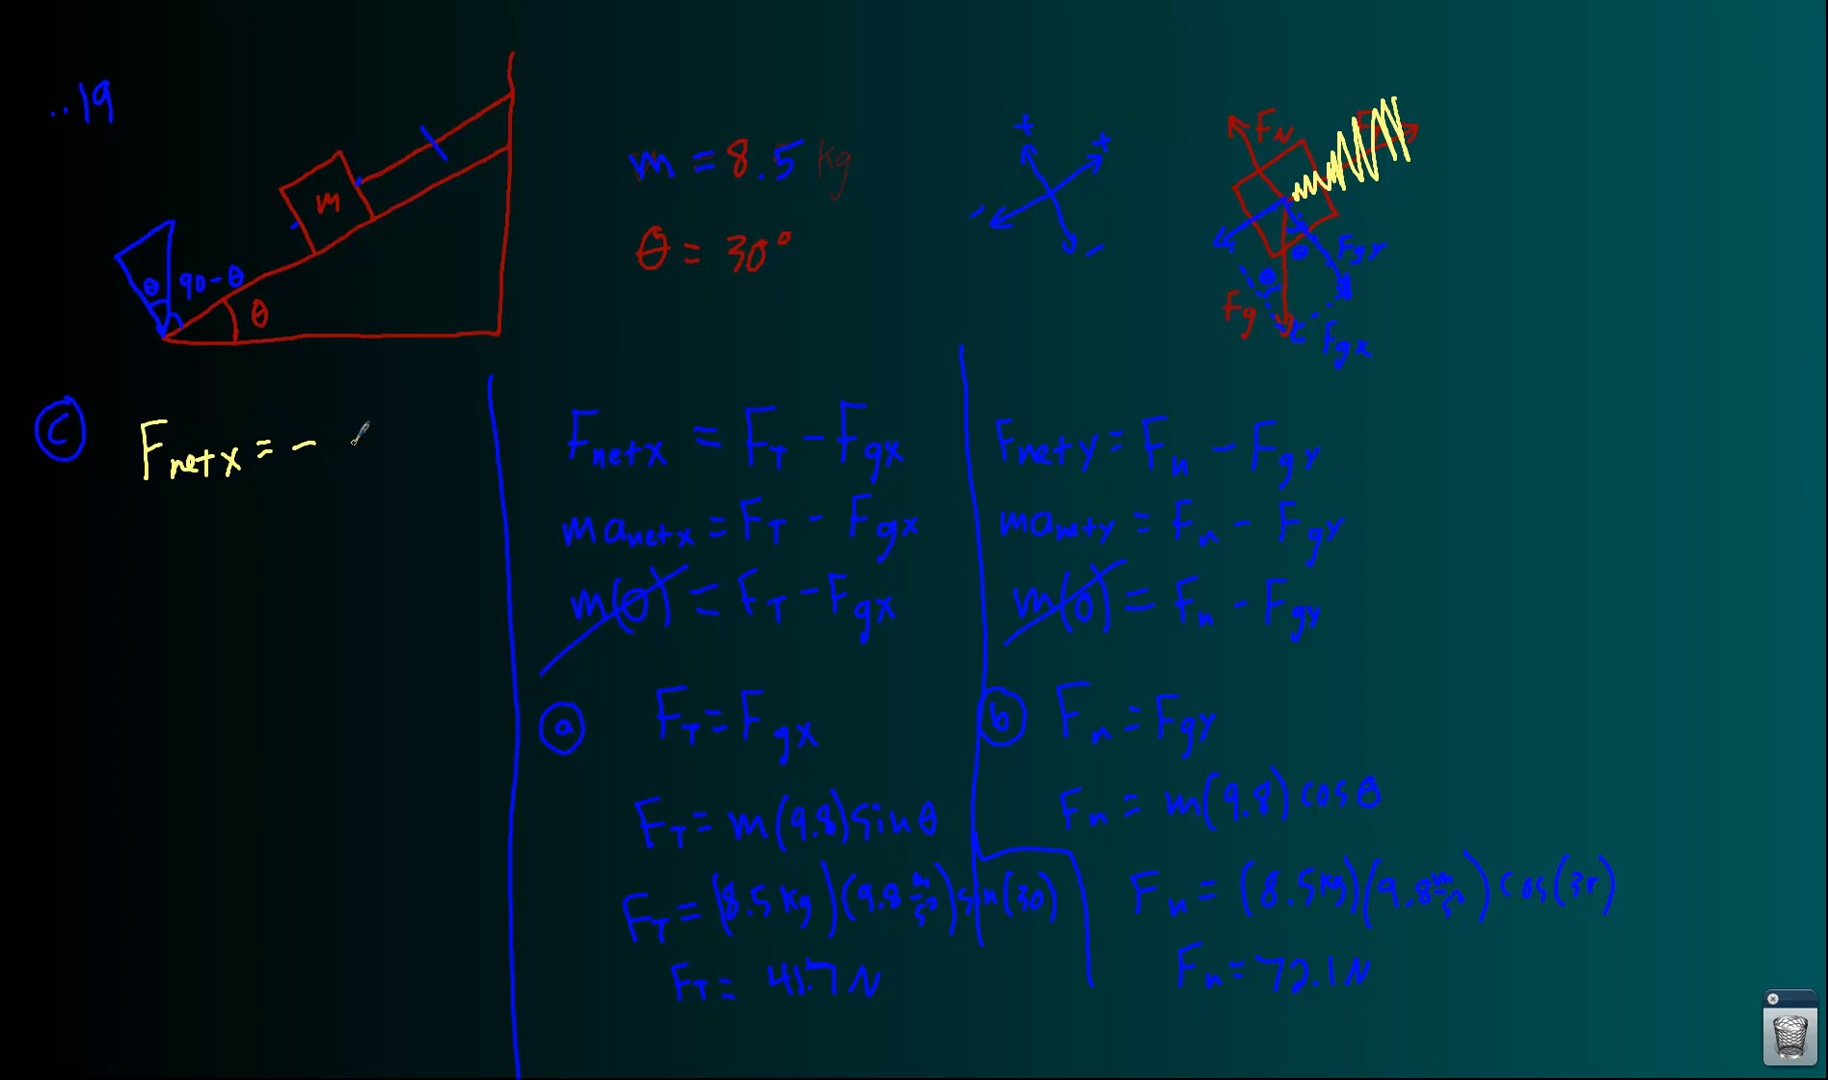 ..19
m
θ
90-θ
θ
m = 8.5 kg
θ = 30°
+
+
-
-
FN
Fgy
θ
θ
Fg
Fgx
C
Fnetx = -
Fnetx = FT - Fgx
manetx = FT - Fgx
m(0) = FT - Fgx
a
FT = Fgx
FT = m(9.8)sinθ
FT = (8.5 kg)(9.8 m/s²)sin(30)
FT = 41.7 N
Fnety = Fn - Fgy
manety = Fn - Fgy
m(0) = Fn - Fgy
b
Fn = Fgy
Fn = m(9.8)cosθ
Fn = (8.5kg)(9.8 m/s²)cos(30)
Fn = 72.1 N